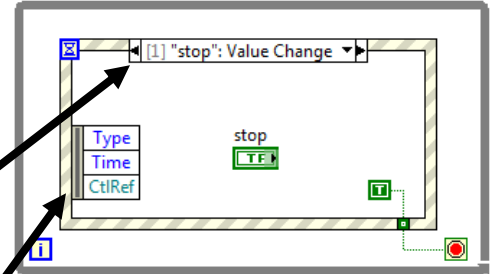 [1] "stop": Value Change
Type
Time
CtlRef
stop
TF
T
i